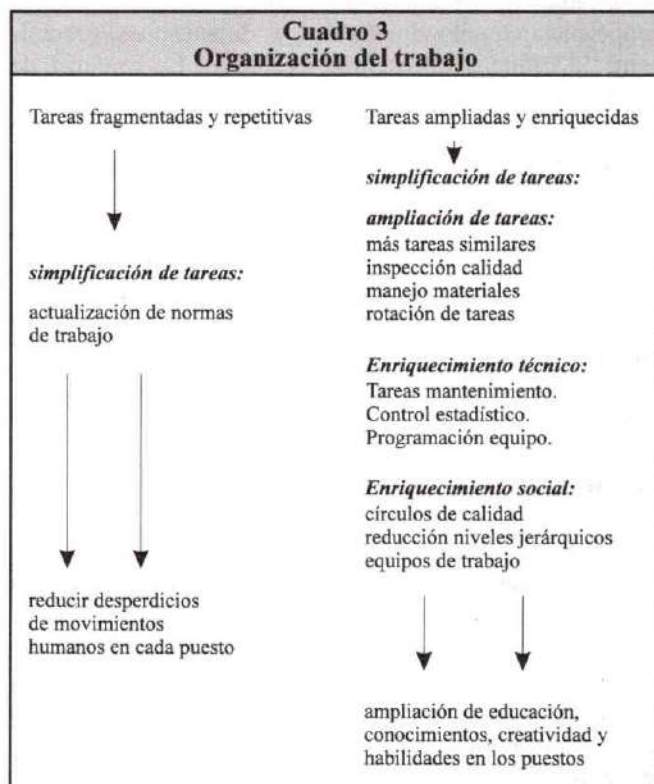 Cuadro 3
Organización del trabajo
Tareas fragmentadas y repetitivas
simplificación de tareas:
actualización de normas
de trabajo
reducir desperdicios
de movimientos
humanos en cada puesto
Tareas ampliadas y enriquecidas
simplificación de tareas:
ampliación de tareas:
más tareas similares
inspección calidad
manejo materiales
rotación de tareas
Enriquecimiento técnico:
Tareas mantenimiento.
Control estadístico.
Programación equipo.
Enriquecimiento social:
círculos de calidad
reducción niveles jerárquicos
equipos de trabajo
ampliación de educación,
conocimientos, creatividad y
habilidades en los puestos